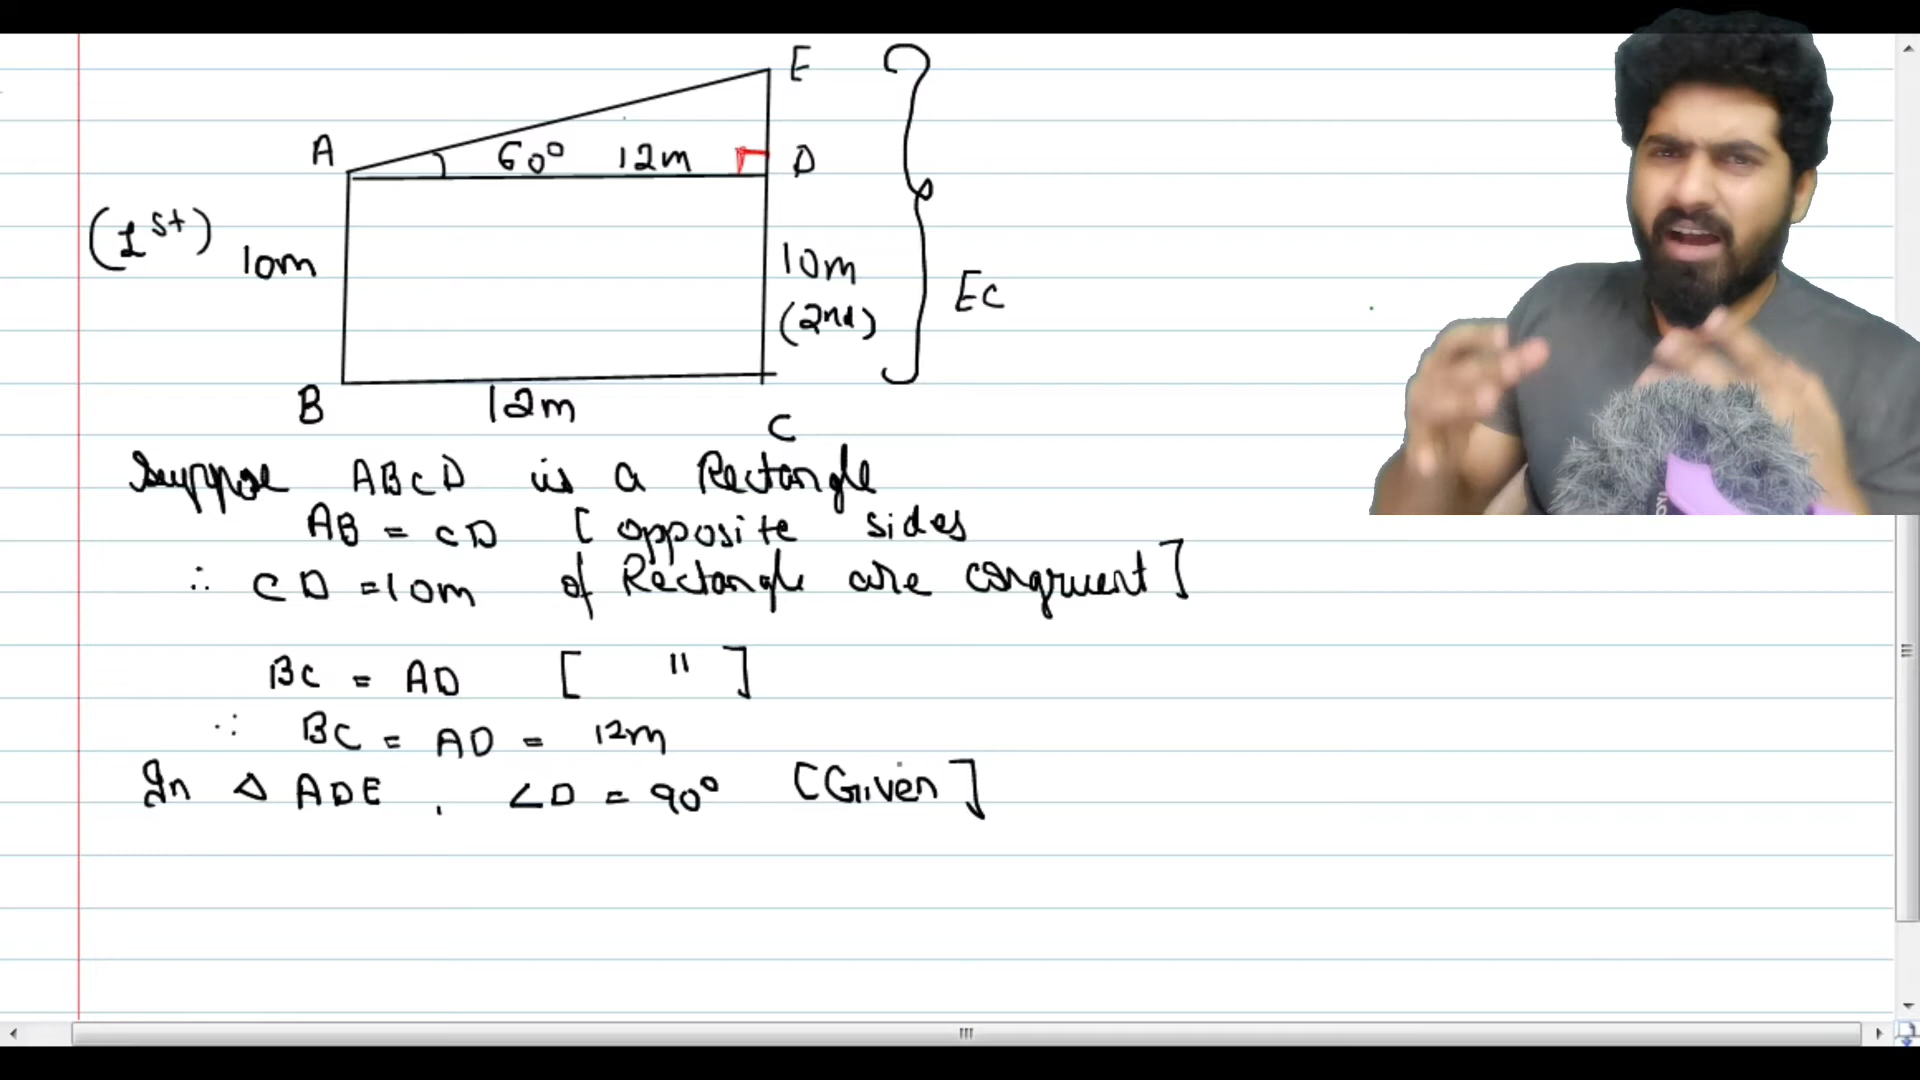 E
A 60° 12m D
(1st) 10m 10m
(2nd) EC
B 12m C
Suppose ABCD is a Rectangle
AB = CD [opposite sides
∴ CD = 10m of Rectangle are congruent]
BC = AD [ " ]
∴ BC = AD = 12m
In △ ADE, ∠D = 90° [Given]